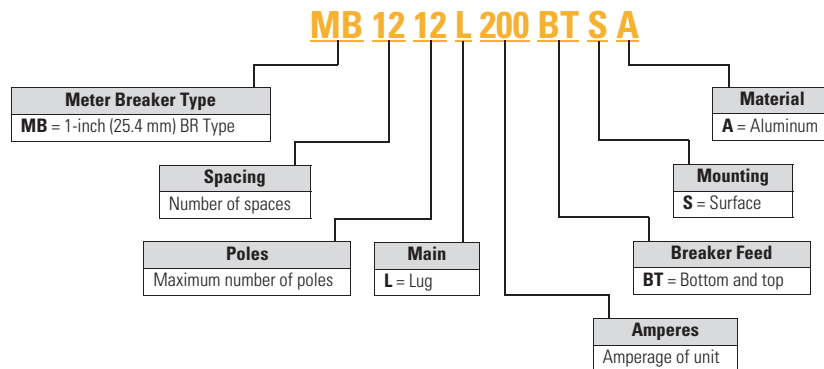 MB 12 12 L 200 BT S A
Meter Breaker Type
MB = 1-inch (25.4 mm) BR Type
Material
A = Aluminum
Spacing
Number of spaces
Mounting
S = Surface
Poles
Maximum number of poles
Main
L = Lug
Breaker Feed
BT = Bottom and top
Amperes
Amperage of unit